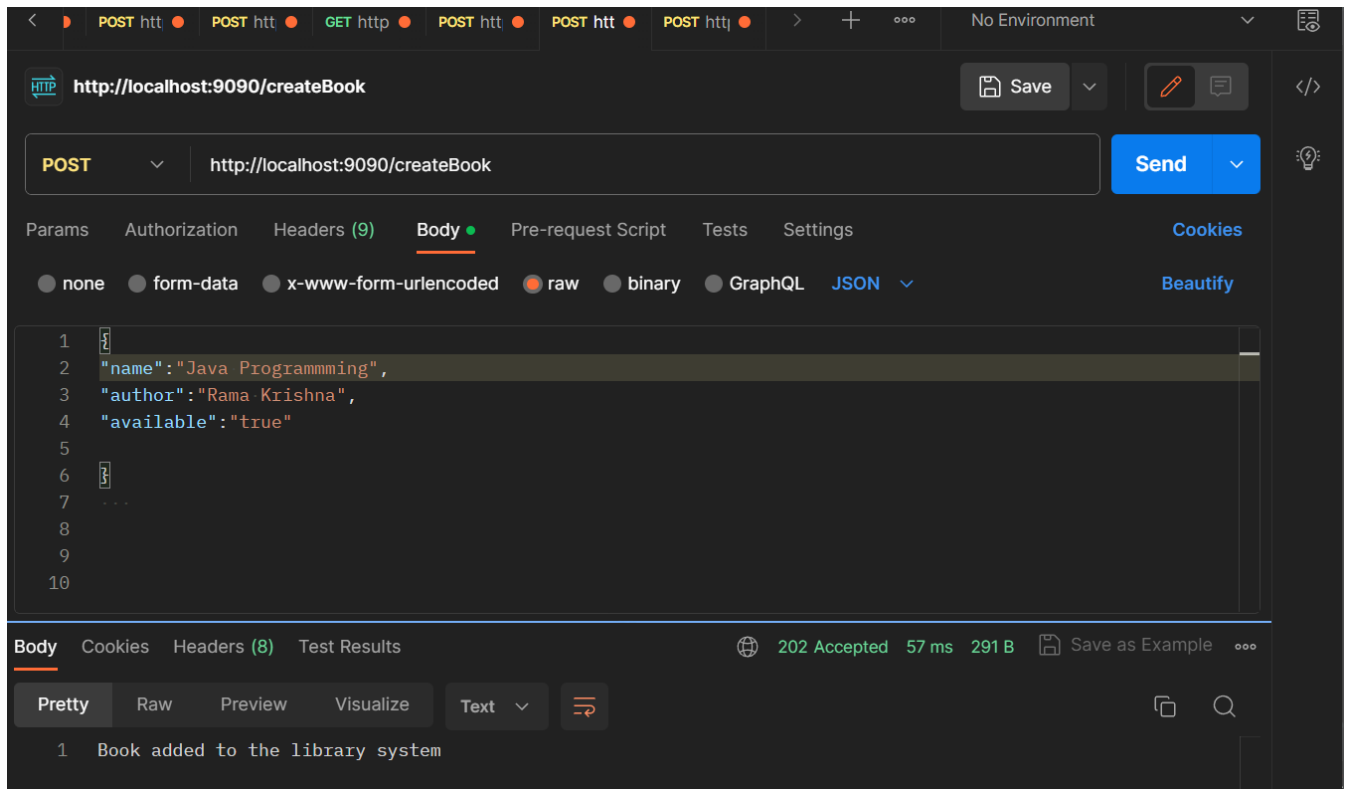 POST htt POST htt GET http POST htt POST htt POST http No Environment
HTTP http://localhost:9090/createBook Save
POST http://localhost:9090/createBook Send
Params Authorization Headers (9) Body Pre-request Script Tests Settings Cookies
none form-data x-www-form-urlencoded raw binary GraphQL JSON Beautify
1 {
2 "name":"Java Programmming",
3 "author":"Rama Krishna",
4 "available":"true"
5
6 }
7
8
9
10
Body Cookies Headers (8) Test Results 202 Accepted 57 ms 291 B Save as Example
Pretty Raw Preview Visualize Text
1 Book added to the library system